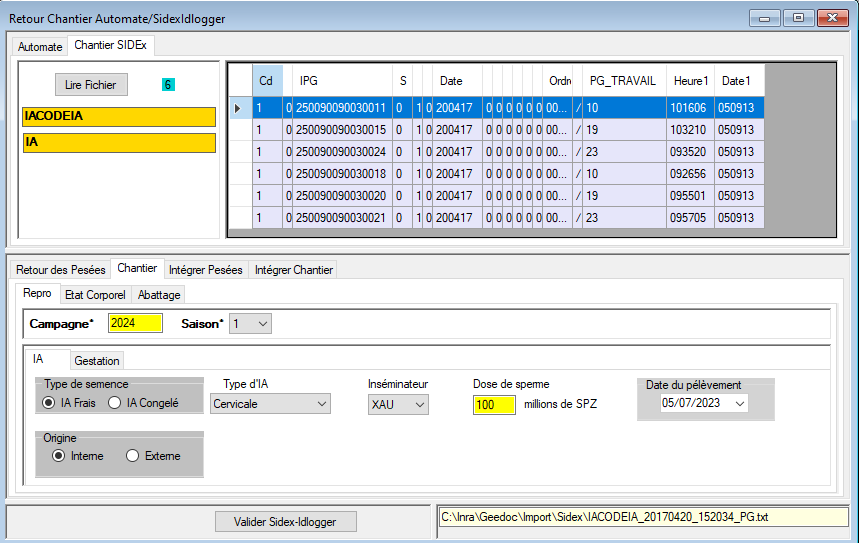 Retour Chantier Automate/SidexIdlogger
Automate Chantier SIDEx
Lire Fichier 6
IACODEIA
IA
Cd IPG S Date Ordre PG_TRAVAIL Heure1 Date1
1 0 250090090030011 0 1 0 200417 0 0 0 0 0 0 00... / 10 101606 050913
1 0 250090090030015 0 1 0 200417 0 0 0 0 0 0 00... / 19 103210 050913
1 0 250090090030024 0 1 0 200417 0 0 0 0 0 0 00... / 23 093520 050913
1 0 250090090030018 0 1 0 200417 0 0 0 0 0 0 00... / 10 092656 050913
1 0 250090090030020 0 1 0 200417 0 0 0 0 0 0 00... / 19 095501 050913
1 0 250090090030021 0 1 0 200417 0 0 0 0 0 0 00... / 23 095705 050913
Retour des Pesées Chantier Intégrer Pesées Intégrer Chantier
Repro Etat Corporel Abattage
Campagne* 2024 Saison* 1
IA Gestation
Type de semence
IA Frais IA Congelé
Type d'IA
Cervicale
Inséminateur
XAU
Dose de sperme
100 millions de SPZ
Date du pélèvement
05/07/2023
Origine
Interne Externe
Valider Sidex-Idlogger
C:\Inra\Geedoc\Import\Sidex\IACODEIA_20170420_152034_PG.txt